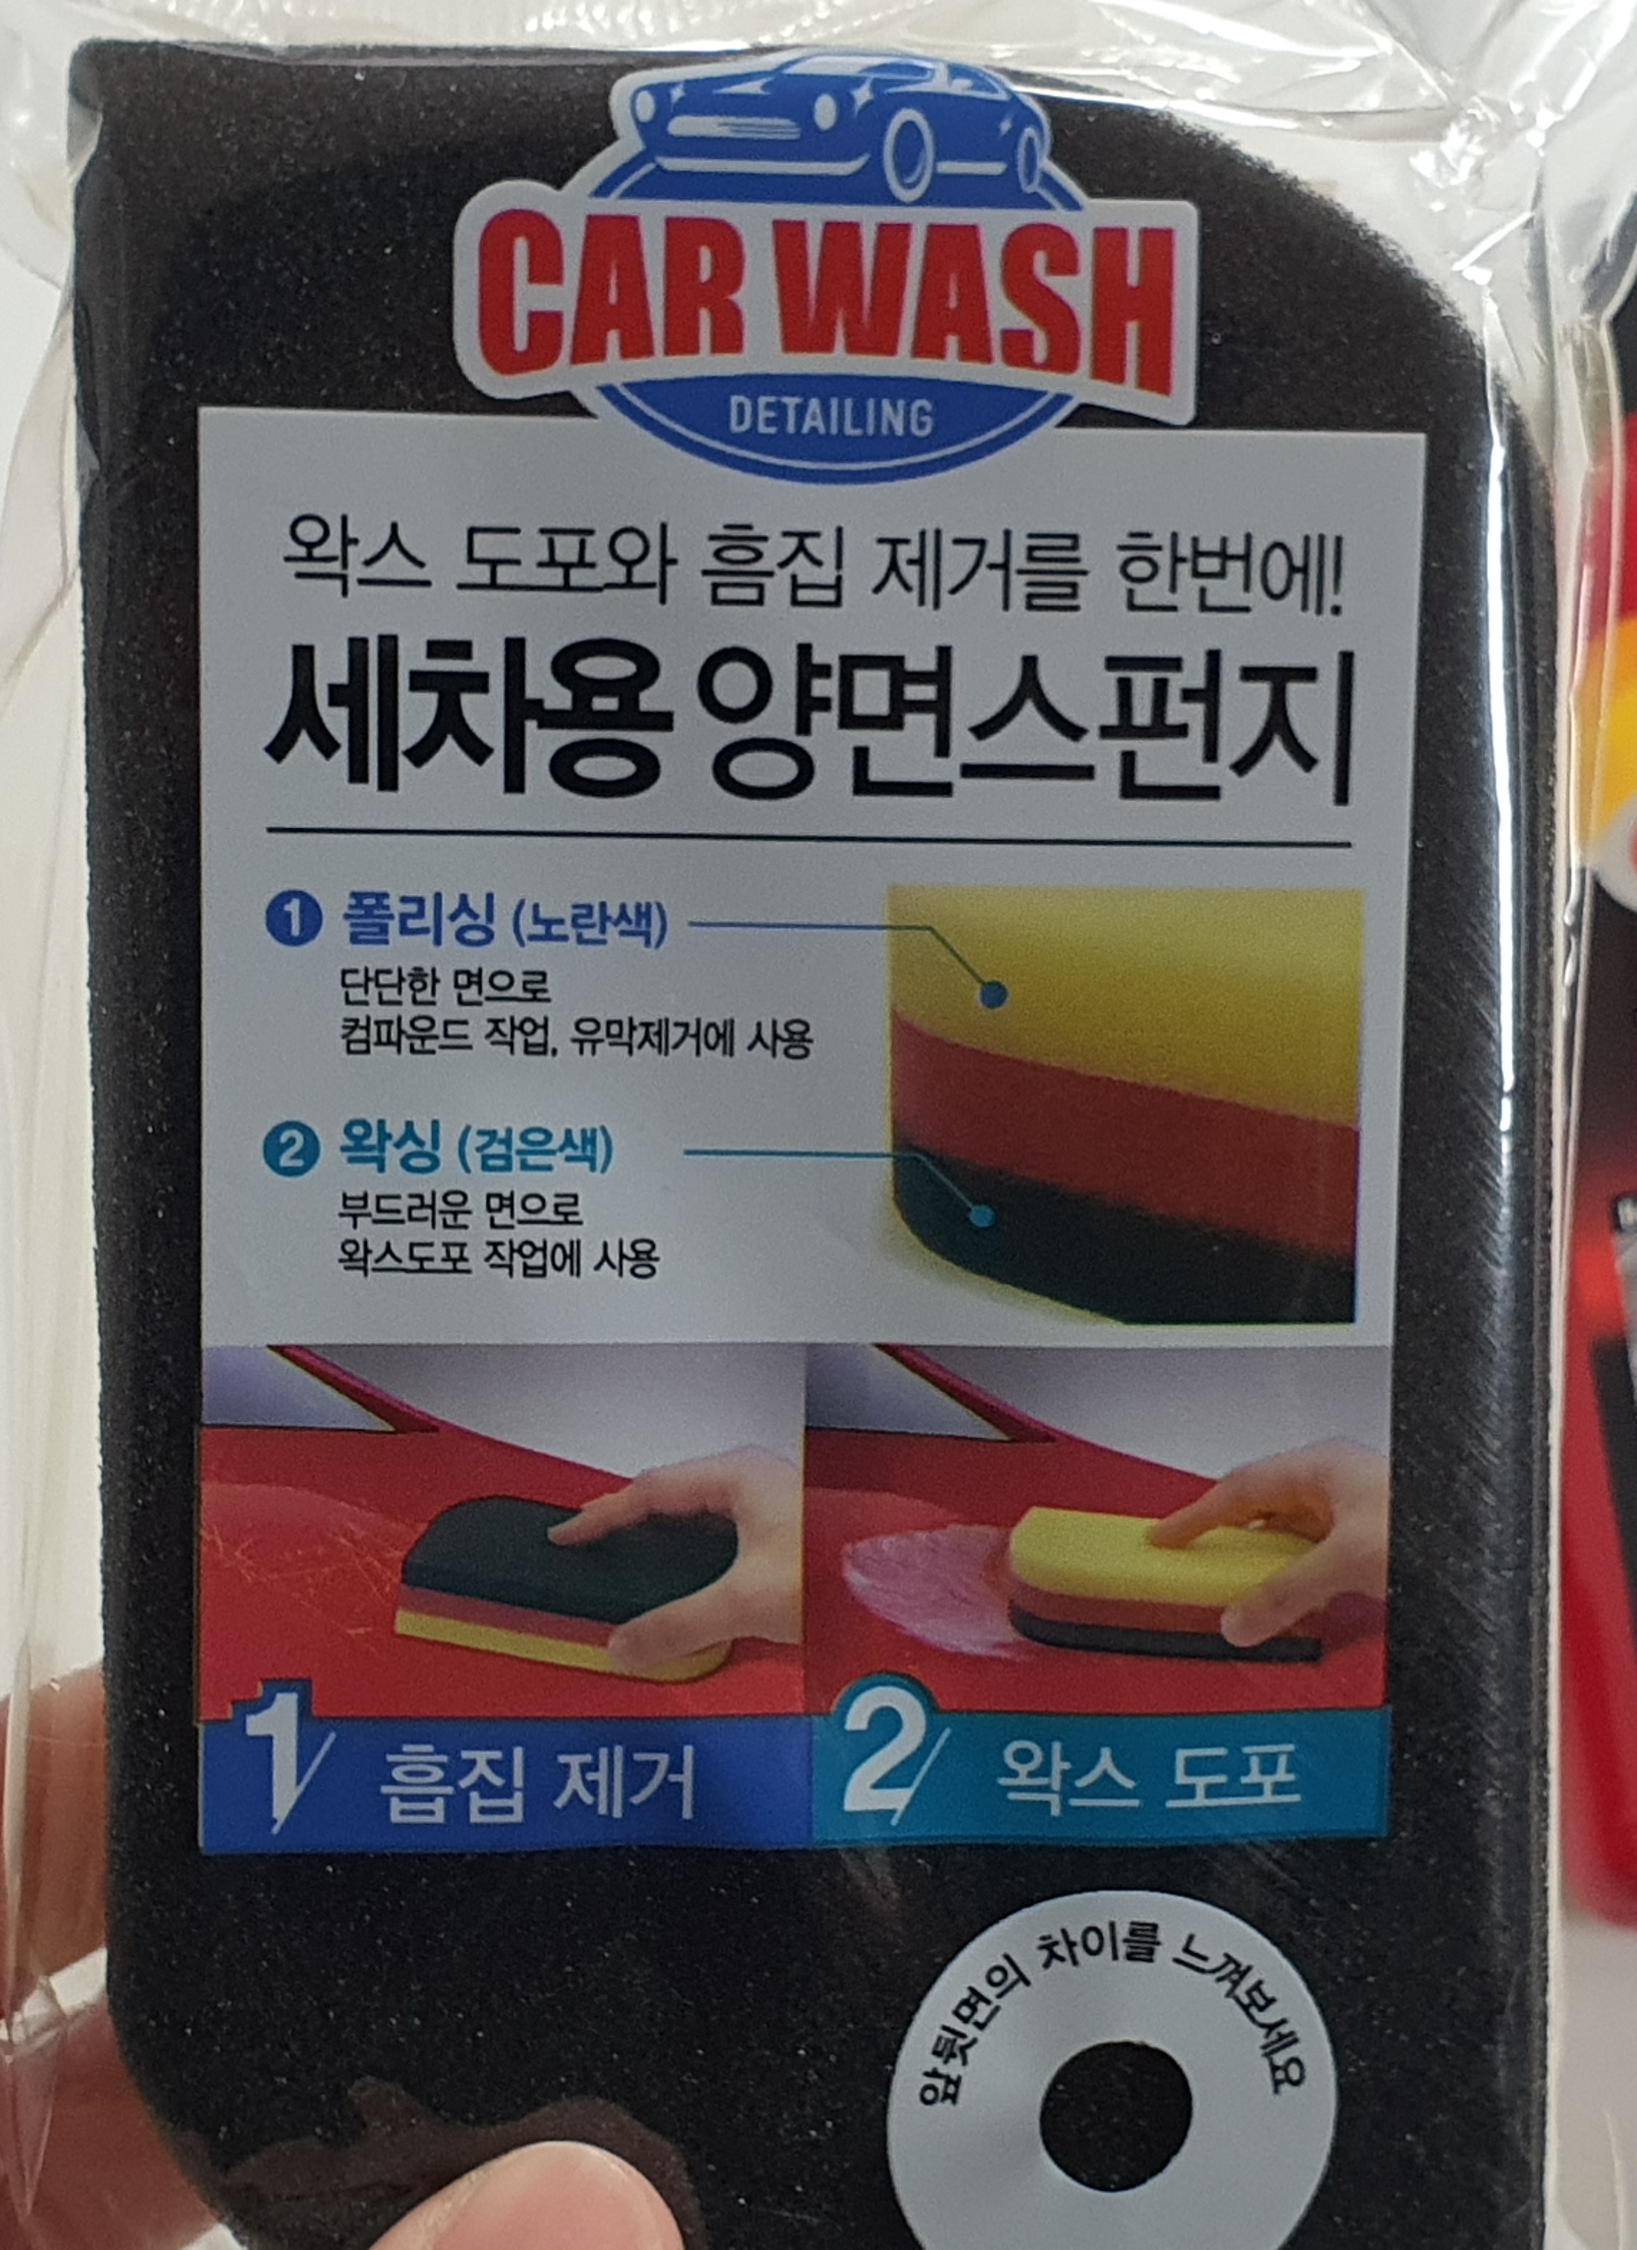 CAR WASH
DETAILING
왁스 도포와 흠집 제거를 한번에!
세차용 양면스펀지
1 폴리싱 (노란색)
단단한 면으로
컴파운드 작업, 유막제거에 사용
2 왁싱 (검은색)
부드러운 면으로
왁스도포 작업에 사용
1/ 흡집 제거
2/ 왁스 도포
앞뒷면의 차이를 느껴보세요